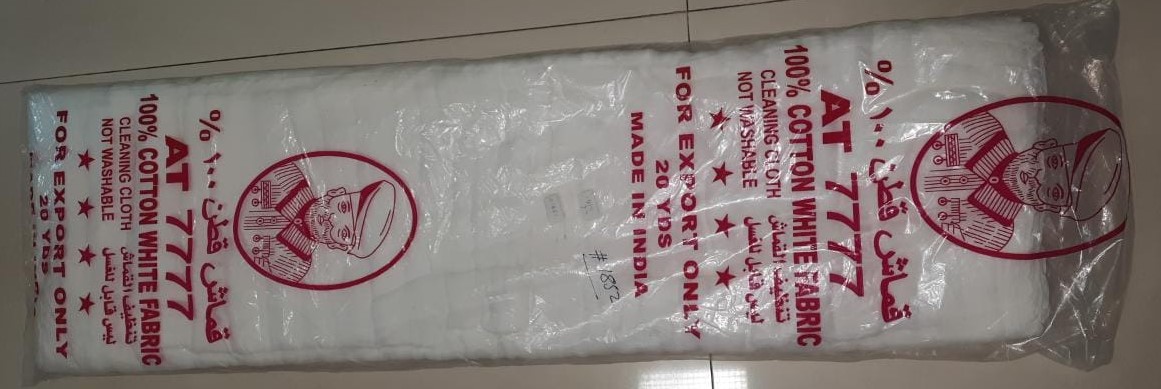 قماش قطن ١٠٠ %
AT 7777
100% COTTON WHITE FABRIC
CLEANING CLOTH تنظيف القماش
NOT WASHABLE ليس قابل للغسل
★ ★ ★ ★
FOR EXPORT ONLY
20 YDS
MADE IN INDIA
#1852
قماش قطن ١٠٠ %
AT 7777
100% COTTON WHITE FABRIC
CLEANING CLOTH تنظيف القماش
NOT WASHABLE ليس قابل للغسل
★ ★ ★ ★
FOR EXPORT ONLY
20 YDS